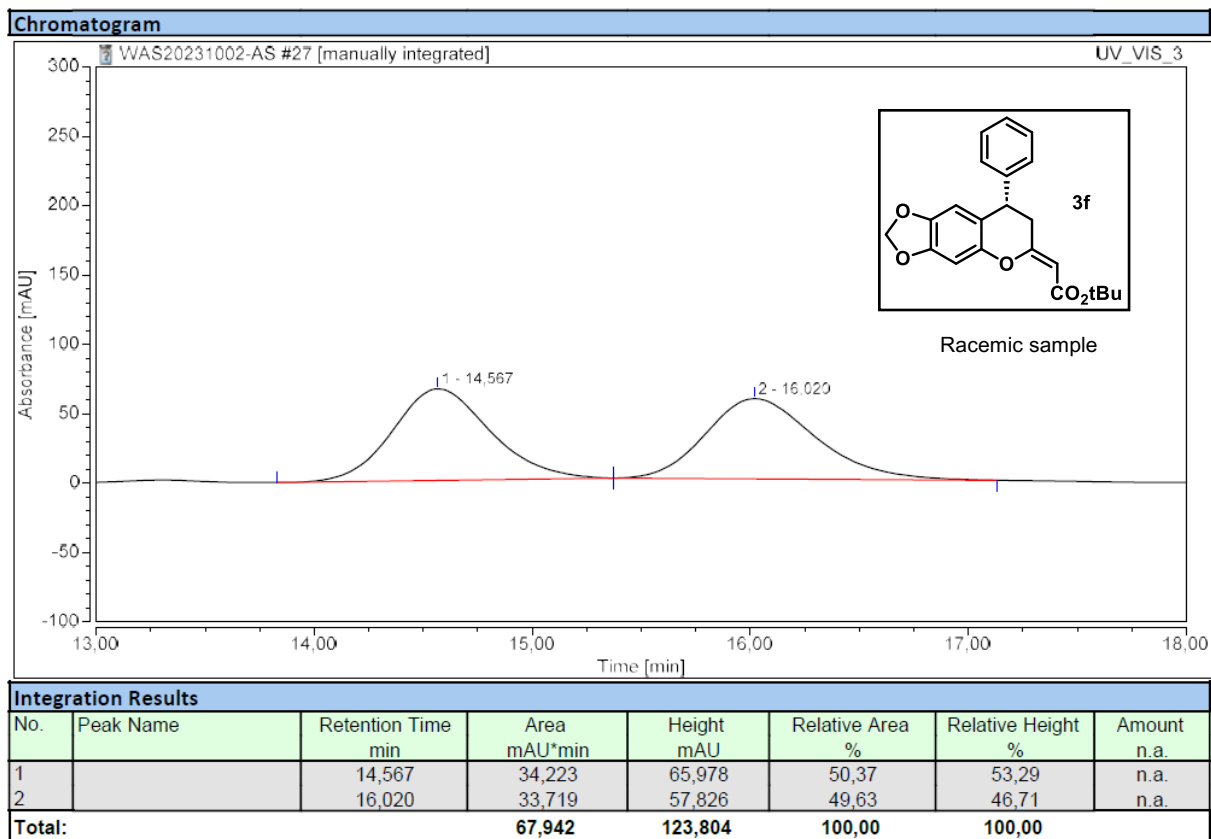 Chromatogram
WAS20231002-AS #27 [manually integrated]
UV_VIS_3
Absorbance [mAU]
300
250
200
150
100
50
0
-50
-100
1 - 14,567
2 - 16,020
O
O
O
CO2tBu
3f
Racemic sample
13,00 14,00 15,00 16,00 17,00 18,00
Time [min]
Integration Results
No. Peak Name Retention Time Area Height Relative Area Relative Height Amount
min mAU*min mAU % % n.a.
1 14,567 34,223 65,978 50,37 53,29 n.a.
2 16,020 33,719 57,826 49,63 46,71 n.a.
Total: 67,942 123,804 100,00 100,00